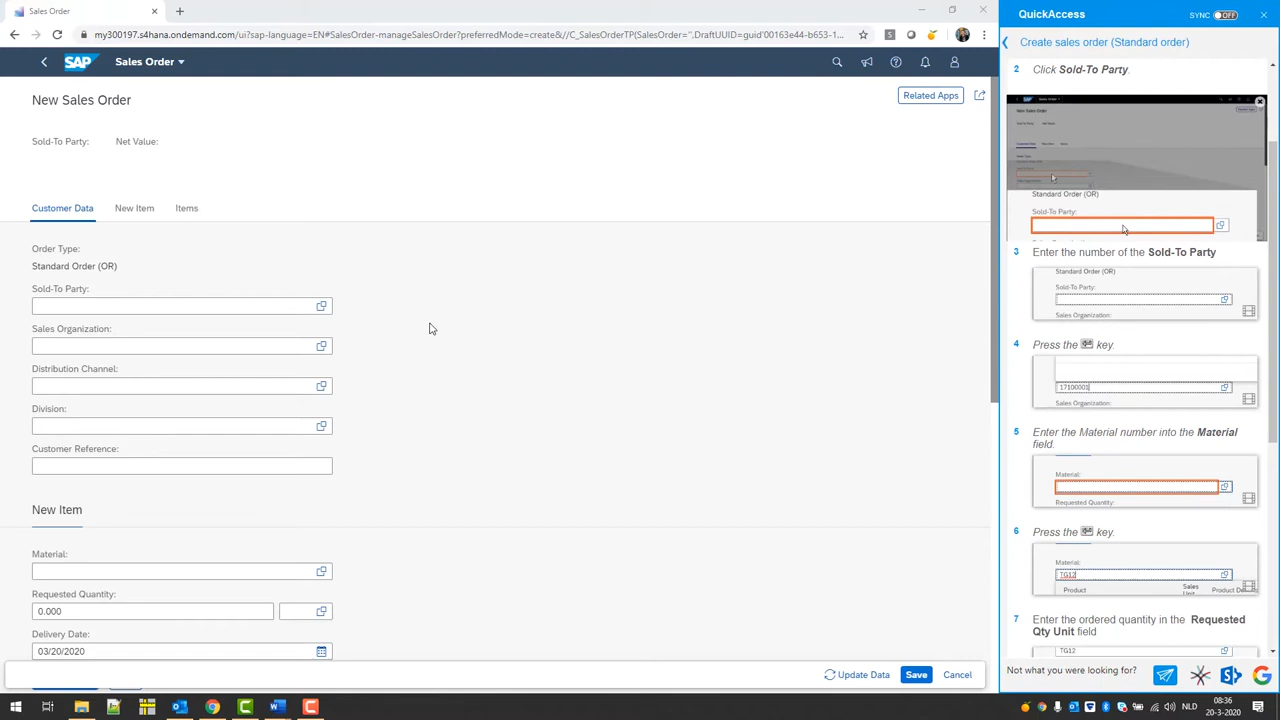 Sales Order
my300197.s4hana.ondemand.com/ui?sap-language=EN#SalesOrder-manageSalesOrder?preferredMode=create&//C_SalesOrderTP(SalesOrder='',DraftUUID=guid'00163e44-b653-1...
SAP Sales Order
New Sales Order
Related Apps
Sold-To Party: Net Value:
Customer Data New Item Items
Order Type:
Standard Order (OR)
Sold-To Party:
Sales Organization:
Distribution Channel:
Division:
Customer Reference:
New Item
Material:
Requested Quantity:
0.000
Delivery Date:
03/20/2020
Update Data Save Cancel
QuickAccess
SYNC OFF
Create sales order (Standard order)
2 Click Sold-To Party.
Standard Order (OR)
Sold-To Party:
3 Enter the number of the Sold-To Party
Standard Order (OR)
Sold-To Party:
Sales Organization:
4 Press the key.
17100001
Sales Organization:
5 Enter the Material number into the Material
field.
Material:
Requested Quantity:
6 Press the key.
Material:
TG12
Product
Sales
Unit
7 Enter the ordered quantity in the Requested
Qty Unit field
TG12
Not what you were looking for?
NLD
08:36
20-3-2020